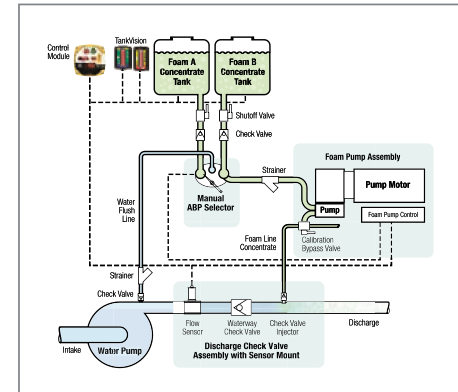 Control
Module
TankVision
Foam A
Concentrate
Tank
Foam B
Concentrate
Tank
Shutoff Valve
Check Valve
Strainer
Foam Pump Assembly
Pump Motor
Pump
Foam Pump Control
Manual
ABP Selector
Water
Flush
Line
Foam Line
Concentrate
Calibration
Bypass Valve
Strainer
Check Valve
Flow
Sensor
Waterway
Check Valve
Check Valve
Injector
Discharge
Intake
Water Pump
Discharge Check Valve
Assembly with Sensor Mount